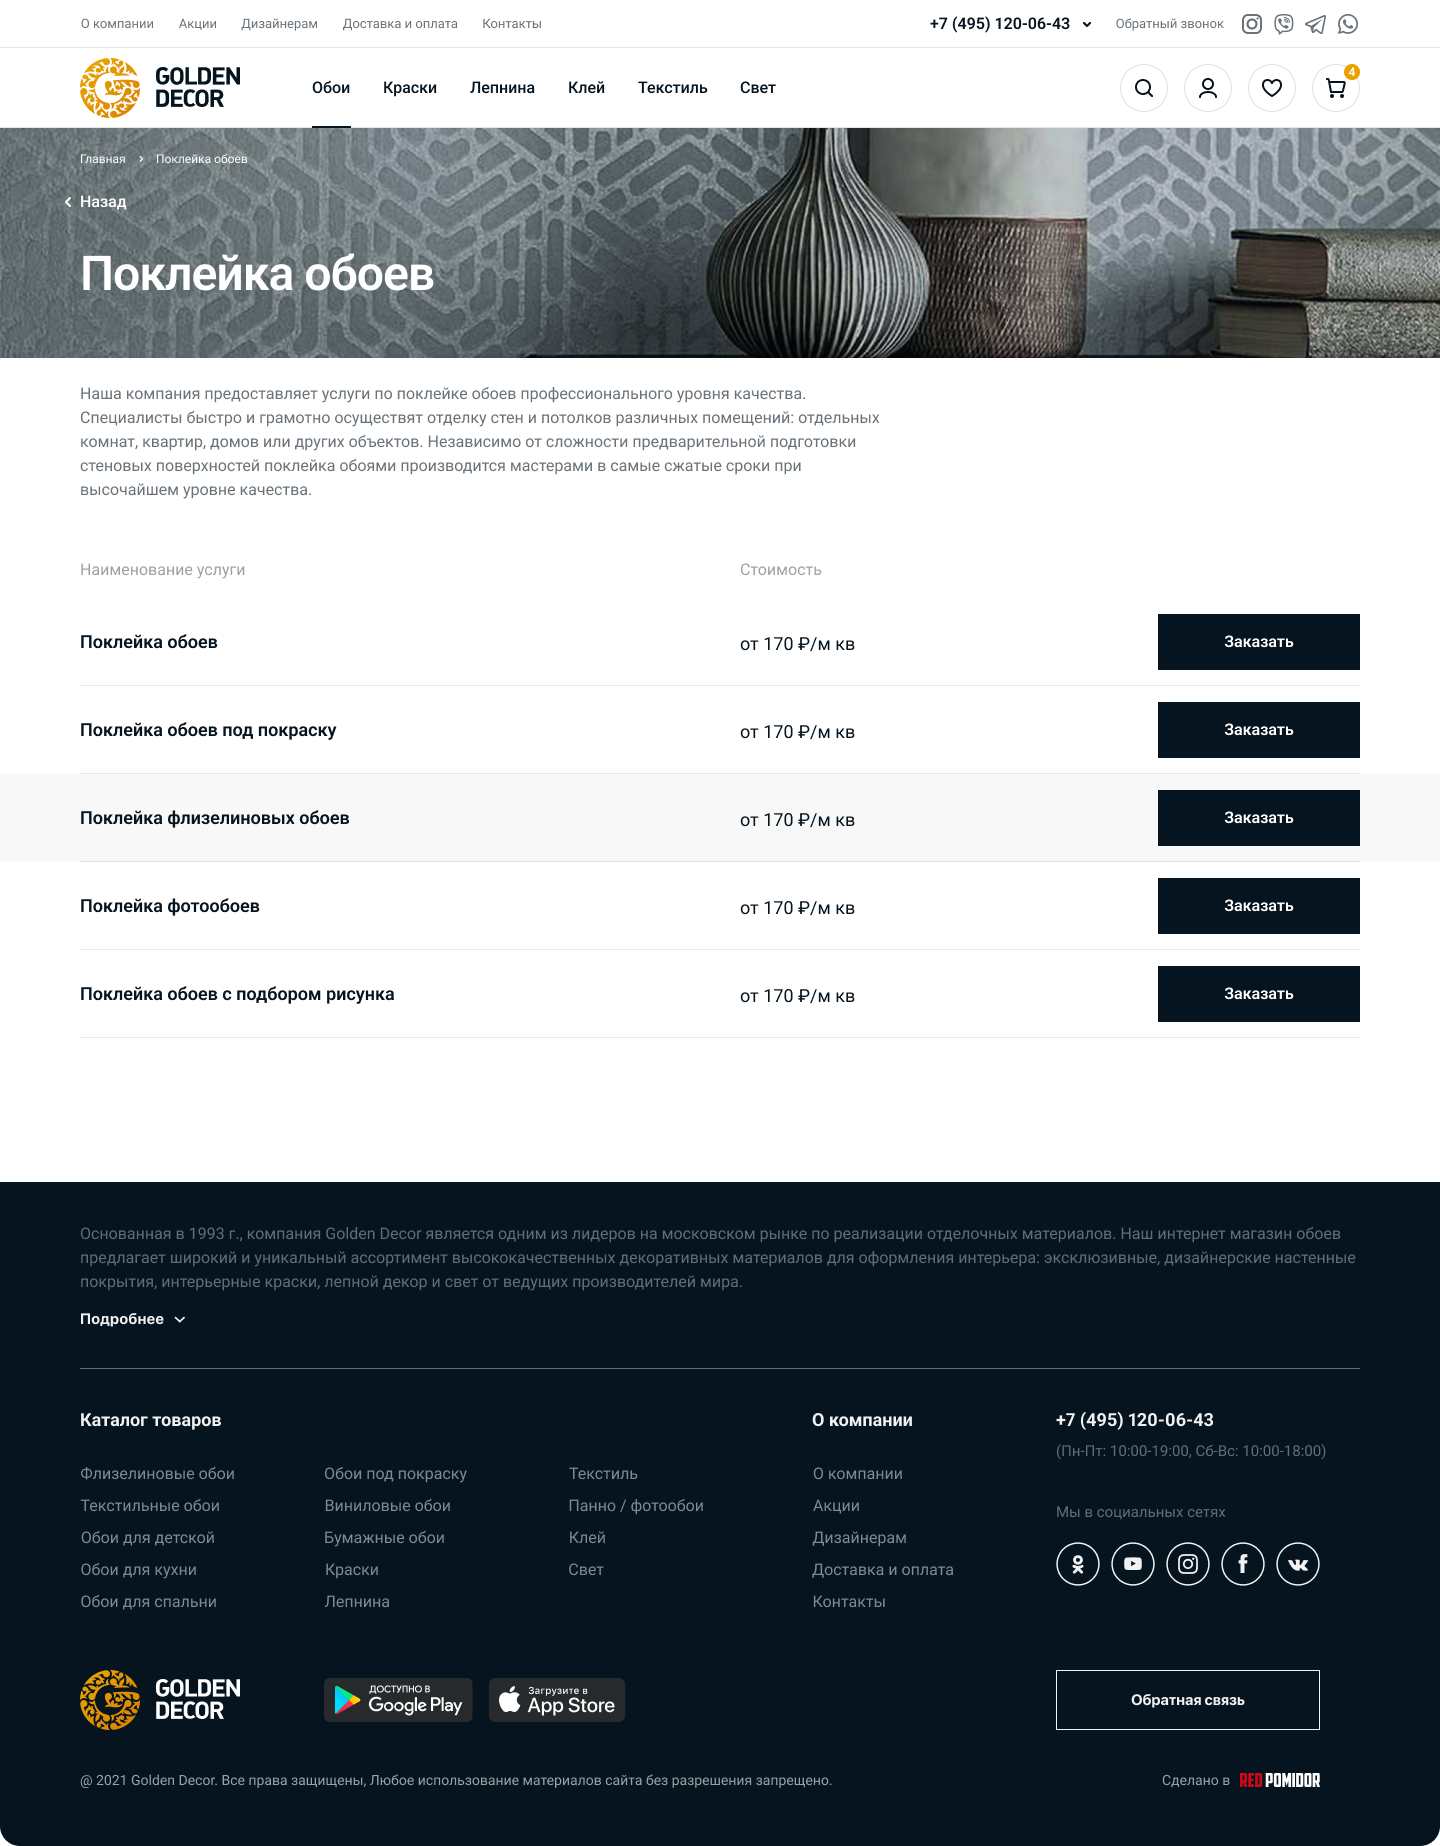 О компании Акции Дизайнерам Доставка и оплата Контакты +7 (495) 120-06-43 Обратный звонок
GOLDEN DECOR
Обои Краски Лепнина Клей Текстиль Свет 4
Главная Поклейка обоев
Назад
Поклейка обоев
Наша компания предоставляет услуги по поклейке обоев профессионального уровня качества.
Специалисты быстро и грамотно осуществят отделку стен и потолков различных помещений: отдельных
комнат, квартир, домов или других объектов. Независимо от сложности предварительной подготовки
стеновых поверхностей поклейка обоями производится мастерами в самые сжатые сроки при
высочайшем уровне качества.
Наименование услуги Стоимость
Поклейка обоев от 170 ₽/м кв Заказать
Поклейка обоев под покраску от 170 ₽/м кв Заказать
Поклейка флизелиновых обоев от 170 ₽/м кв Заказать
Поклейка фотообоев от 170 ₽/м кв Заказать
Поклейка обоев с подбором рисунка от 170 ₽/м кв Заказать
Основанная в 1993 г., компания Golden Decor является одним из лидеров на московском рынке по реализации отделочных материалов. Наш интернет магазин обоев
предлагает широкий и уникальный ассортимент высококачественных декоративных материалов для оформления интерьера: эксклюзивные, дизайнерские настенные
покрытия, интерьерные краски, лепной декор и свет от ведущих производителей мира.
Подробнее
Каталог товаров О компании +7 (495) 120-06-43
(Пн-Пт: 10:00-19:00, Сб-Вс: 10:00-18:00)
Флизелиновые обои Обои под покраску Текстиль О компании
Текстильные обои Виниловые обои Панно / фотообои Акции
Мы в социальных сетях
Обои для детской Бумажные обои Клей Дизайнерам
Обои для кухни Краски Свет Доставка и оплата
Обои для спальни Лепнина Контакты
GOLDEN DECOR
ДОСТУПНО В
Google Play
Загрузите в
App Store
Обратная связь
@ 2021 Golden Decor. Все права защищены, Любое использование материалов сайта без разрешения запрещено. Сделано в RED POMIDOR